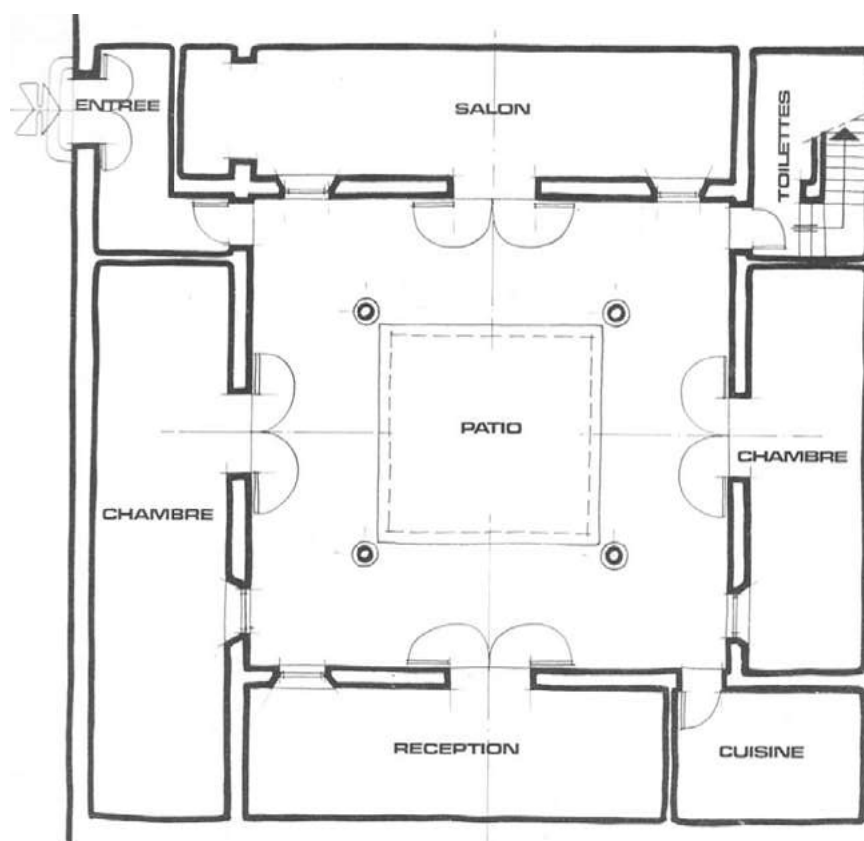 ENTREE
SALON
TOILETTES
PATIO
CHAMBRE
CHAMBRE
RECEPTION
CUISINE